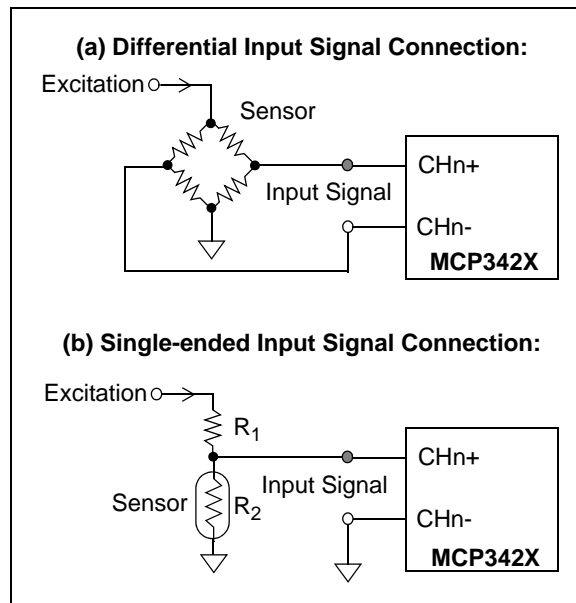 (a) Differential Input Signal Connection:
Excitation
Sensor
CHn+
Input Signal
CHn-
MCP342X
(b) Single-ended Input Signal Connection:
Excitation
R1
CHn+
Input Signal
Sensor
R2
CHn-
MCP342X